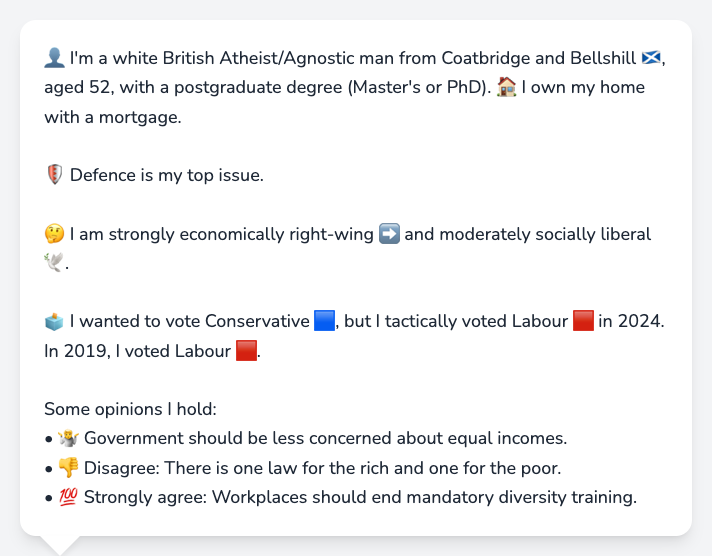 👤 I'm a white British Atheist/Agnostic man from Coatbridge and Bellshill 🏴󠁧󠁢󠁳󠁣󠁴󠁿,
aged 52, with a postgraduate degree (Master's or PhD). 🏠 I own my home
with a mortgage.
🛡️ Defence is my top issue.
🤔 I am strongly economically right-wing ➡️ and moderately socially liberal
🕊️.
🗳️ I wanted to vote Conservative 🟦, but I tactically voted Labour 🟥 in 2024.
In 2019, I voted Labour 🟥.
Some opinions I hold:
• 🤷 Government should be less concerned about equal incomes.
• 👎 Disagree: There is one law for the rich and one for the poor.
• 💯 Strongly agree: Workplaces should end mandatory diversity training.